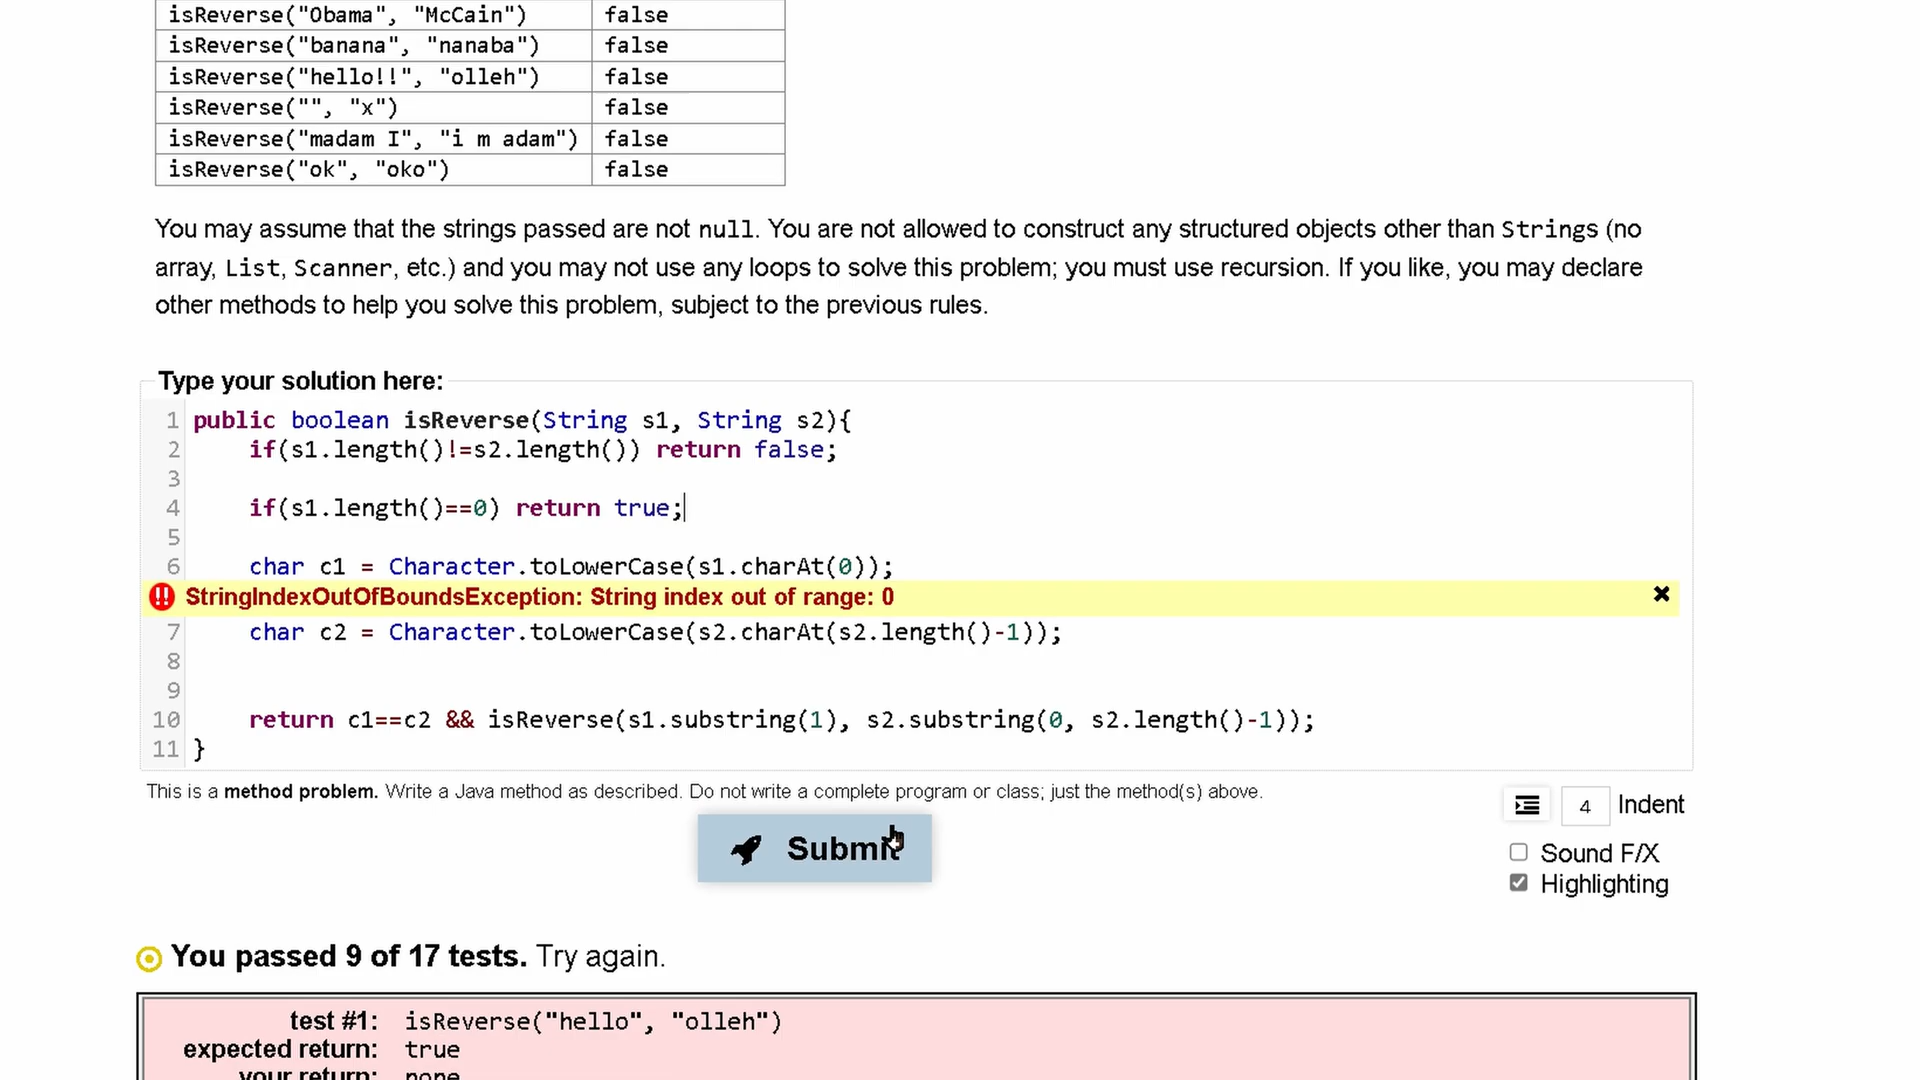 isReverse("Obama", "McCain") false
isReverse("banana", "nanaba") false
isReverse("hello!!", "olleh") false
isReverse("", "x") false
isReverse("madam I", "i m adam") false
isReverse("ok", "oko") false
You may assume that the strings passed are not null. You are not allowed to construct any structured objects other than Strings (no
array, List, Scanner, etc.) and you may not use any loops to solve this problem; you must use recursion. If you like, you may declare
other methods to help you solve this problem, subject to the previous rules.
Type your solution here:
1 public boolean isReverse(String s1, String s2){
2 if(s1.length()!=s2.length()) return false;
3
4 if(s1.length()==0) return true;
5
6 char c1 = Character.toLowerCase(s1.charAt(0));
!! StringIndexOutOfBoundsException: String index out of range: 0 ✖
7 char c2 = Character.toLowerCase(s2.charAt(s2.length()-1));
8
9
10 return c1==c2 && isReverse(s1.substring(1), s2.substring(0, s2.length()-1));
11 }
This is a method problem. Write a Java method as described. Do not write a complete program or class; just the method(s) above.
4 Indent
Submit
Sound F/X
Highlighting
You passed 9 of 17 tests. Try again.
test #1: isReverse("hello", "olleh")
expected return: true
your return: none